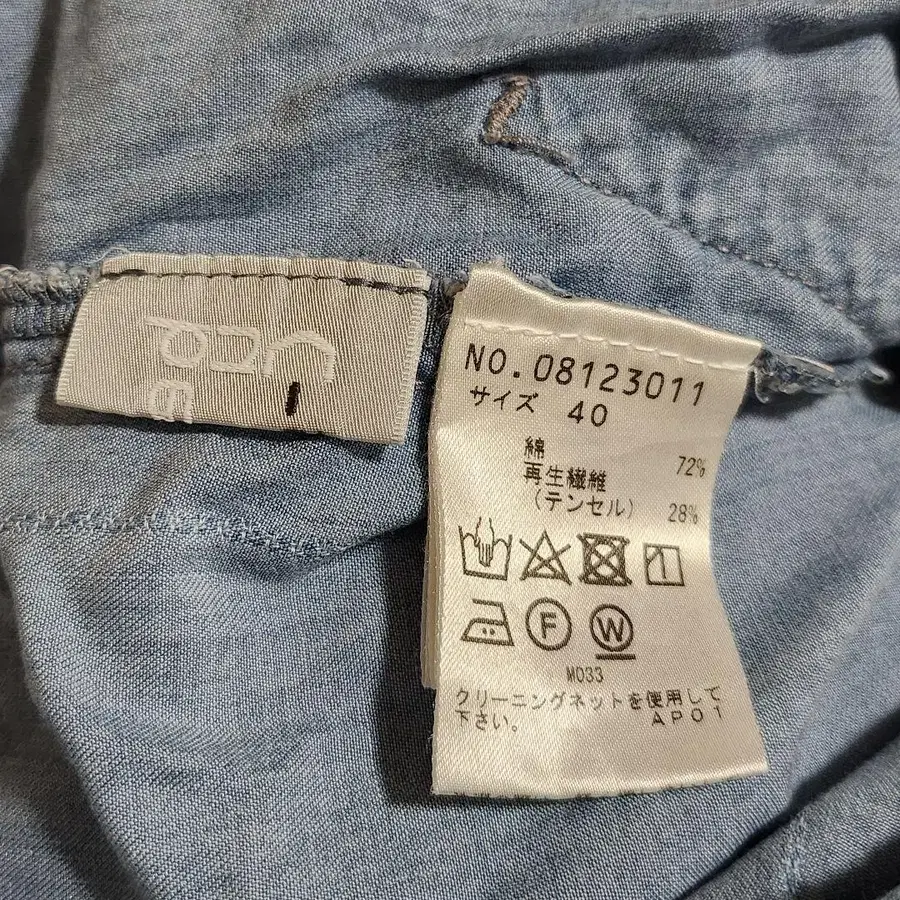 NO.08123011
サイズ 40
綿 72%
再生繊維
(テンセル) 28%
F
W
M033
クリーニングネットを使用して
下さい。 AP01